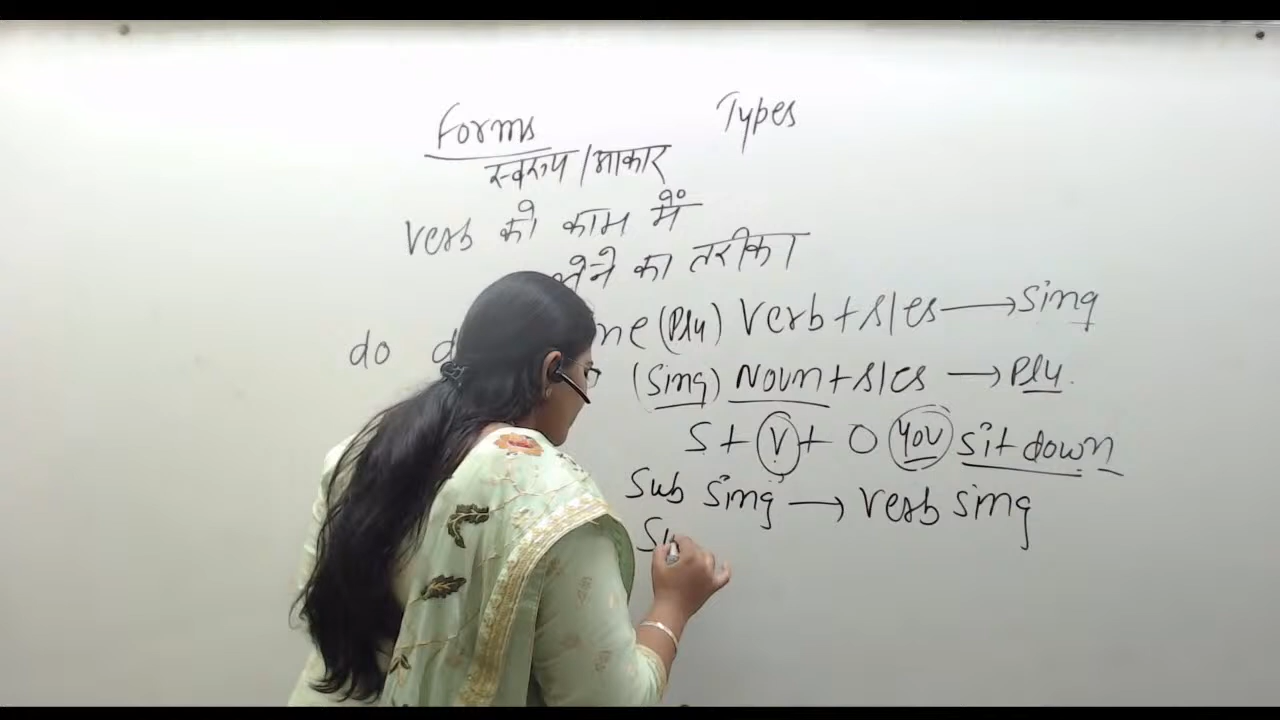 Forms Types
स्वरूप / आकार
Verb को काम में
लेने का तरीका
do (Plu) Verb + s/es → Sing
(Sing) Noun + s/es → Plu.
S + V + O You sit down
Sub Sing → Verb sing
Su